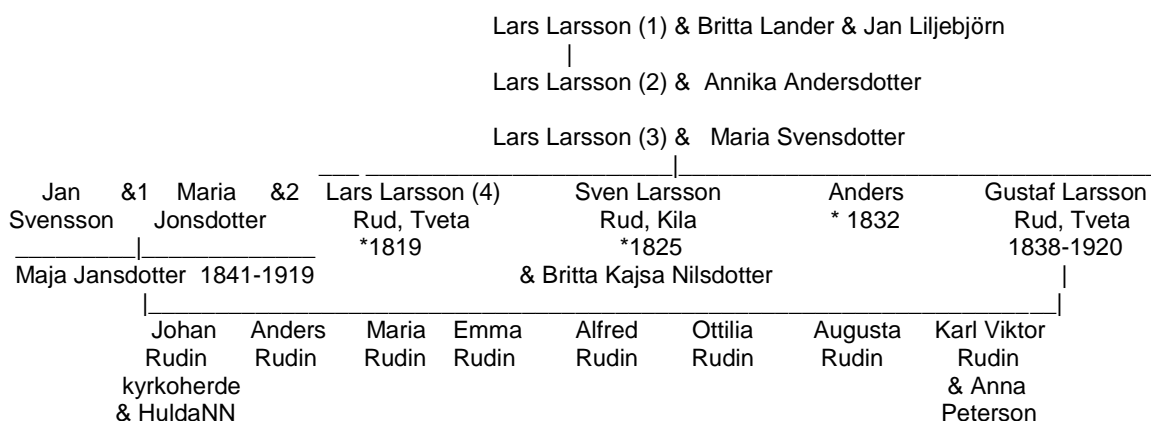 Lars Larsson (1) & Britta Lander & Jan Liljebjörn
Lars Larsson (2) & Annika Andersdotter
Lars Larsson (3) & Maria Svensdotter
Jan &1 Maria &2 Lars Larsson (4) Sven Larsson Anders Gustaf Larsson
Svensson Jonsdotter Rud, Tveta Rud, Kila * 1832 Rud, Tveta
*1819 *1825 1838-1920
Maja Jansdotter 1841-1919 & Britta Kajsa Nilsdotter
Johan Anders Maria Emma Alfred Ottilia Augusta Karl Viktor
Rudin Rudin Rudin Rudin Rudin Rudin Rudin Rudin
kyrkoherde & Anna
& HuldaNN Peterson